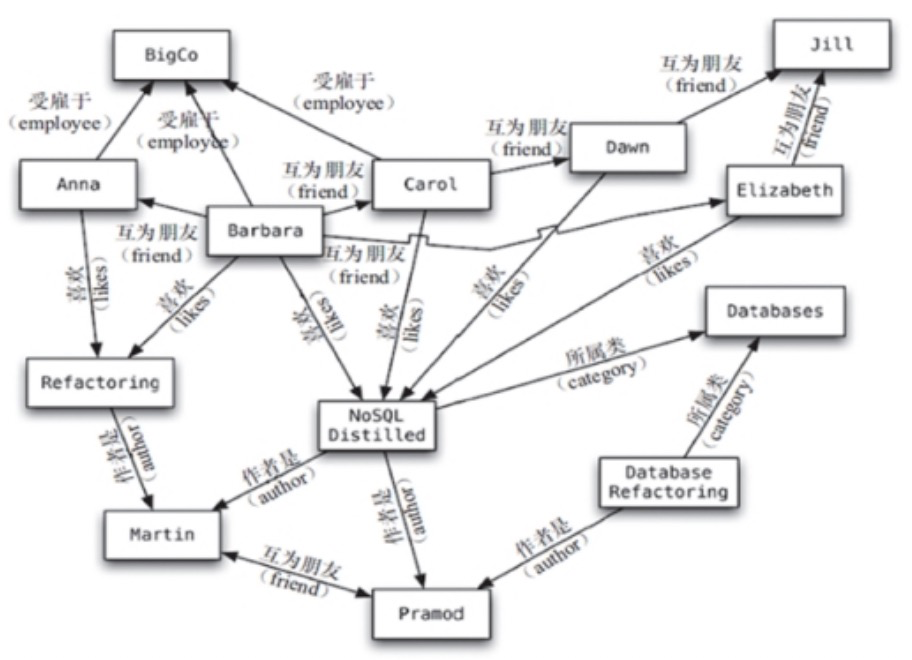 BigCo
Jill
互为朋友
(friend)
受雇于
(employee)
受雇于
(employee)
受雇于
(employee)
互为朋友
(friend)
互为朋友
(friend)
Dawn
Anna
互为朋友
(friend)
Carol
Elizabeth
Barbara
互为朋友
(friend)
互为朋友
(friend)
喜欢
(likes)
喜欢
(likes)
喜欢
(likes)
喜欢
(likes)
喜欢
(likes)
喜欢
(likes)
Databases
所属类
(category)
Refactoring
NoSQL
Distilled
所属类
(category)
作者是
(author)
作者是
(author)
作者是
(author)
Database
Refactoring
Martin
作者是
(author)
互为朋友
(friend)
Pramod